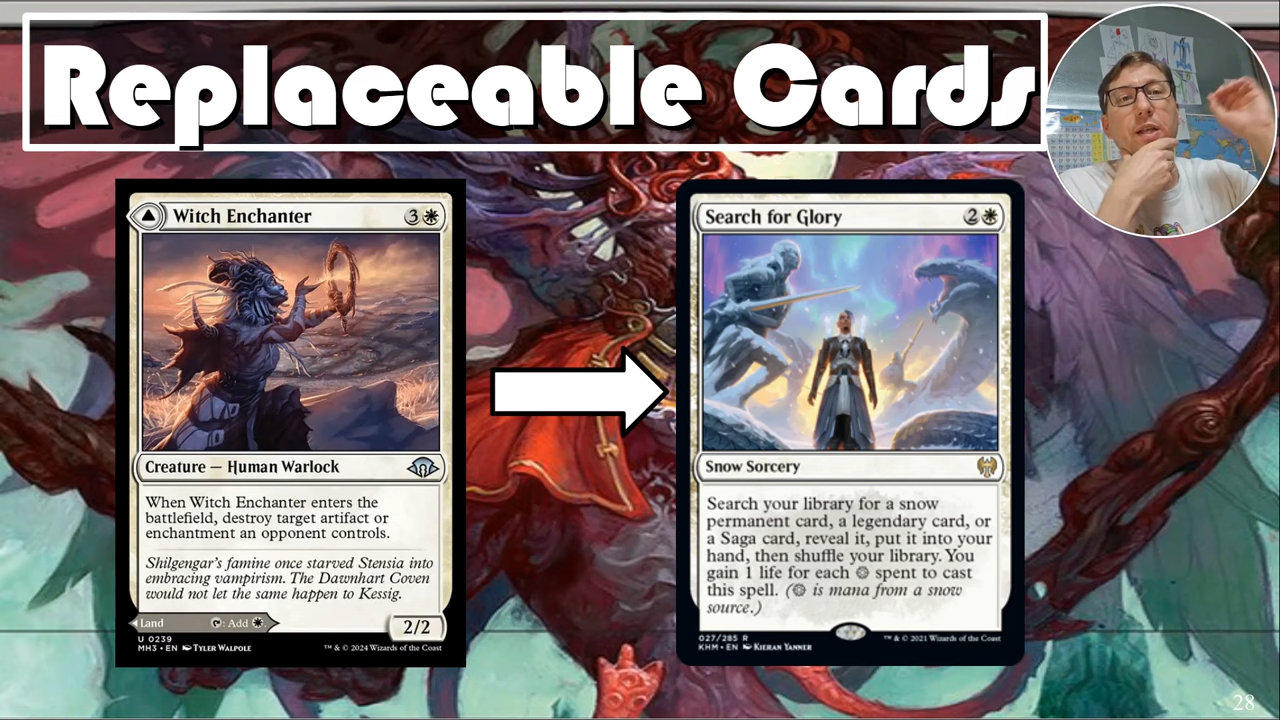 Replaceable Cards
Witch Enchanter 3
Creature — Human Warlock
When Witch Enchanter enters the
battlefield, destroy target artifact or
enchantment an opponent controls.
Shilgengar's famine once starved Stensia into
embracing vampirism. The Dawnhart Coven
would not let the same happen to Kessig.
Land : Add .
2/2
U 0239
MH3 • EN Tyler Walpole ™ & © 2024 Wizards of the Coast
Search for Glory 2
Snow Sorcery
Search your library for a snow
permanent card, a legendary card, or
a Saga card, reveal it, put it into your
hand, then shuffle your library. You
gain 1 life for each spent to cast
this spell. ( is mana from a snow
source.)
027/285 R
KHM • EN Kieran Yanner ™ & © 2021 Wizards of the Coast
28